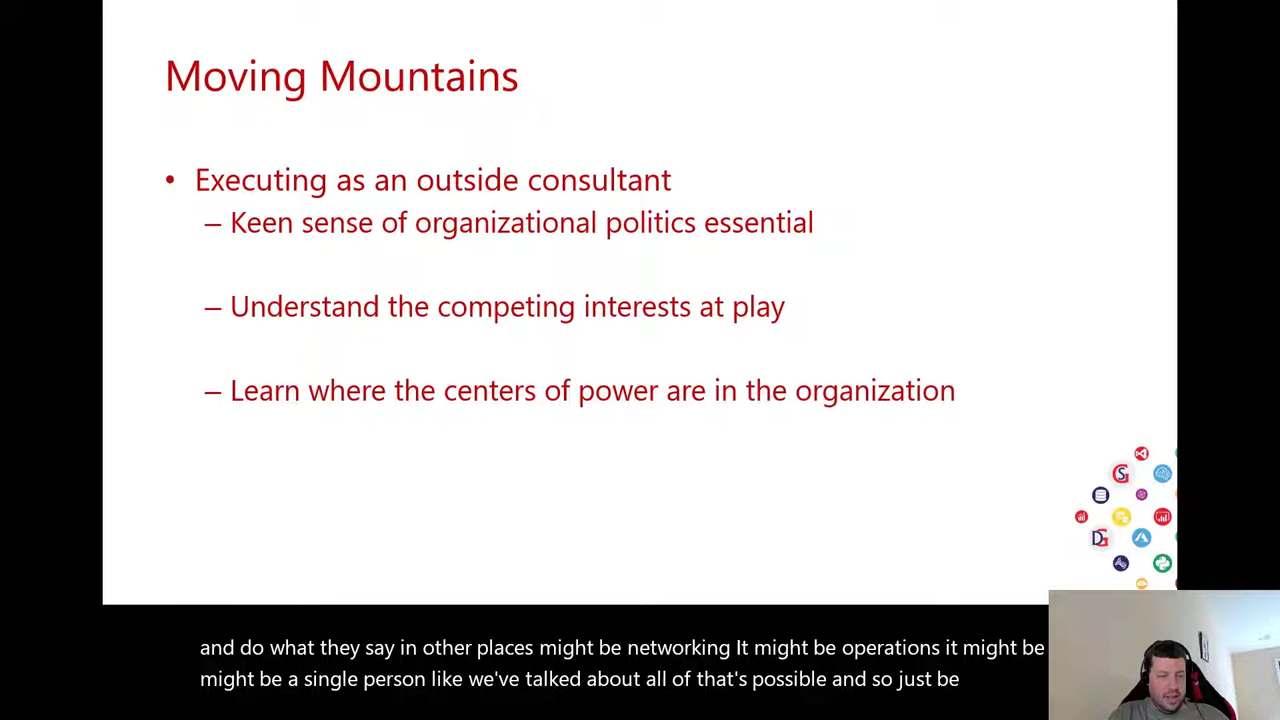 Moving Mountains
• Executing as an outside consultant
– Keen sense of organizational politics essential
– Understand the competing interests at play
– Learn where the centers of power are in the organization
GS
DG
and do what they say in other places might be networking It might be operations it might be
might be a single person like we've talked about all of that's possible and so just be